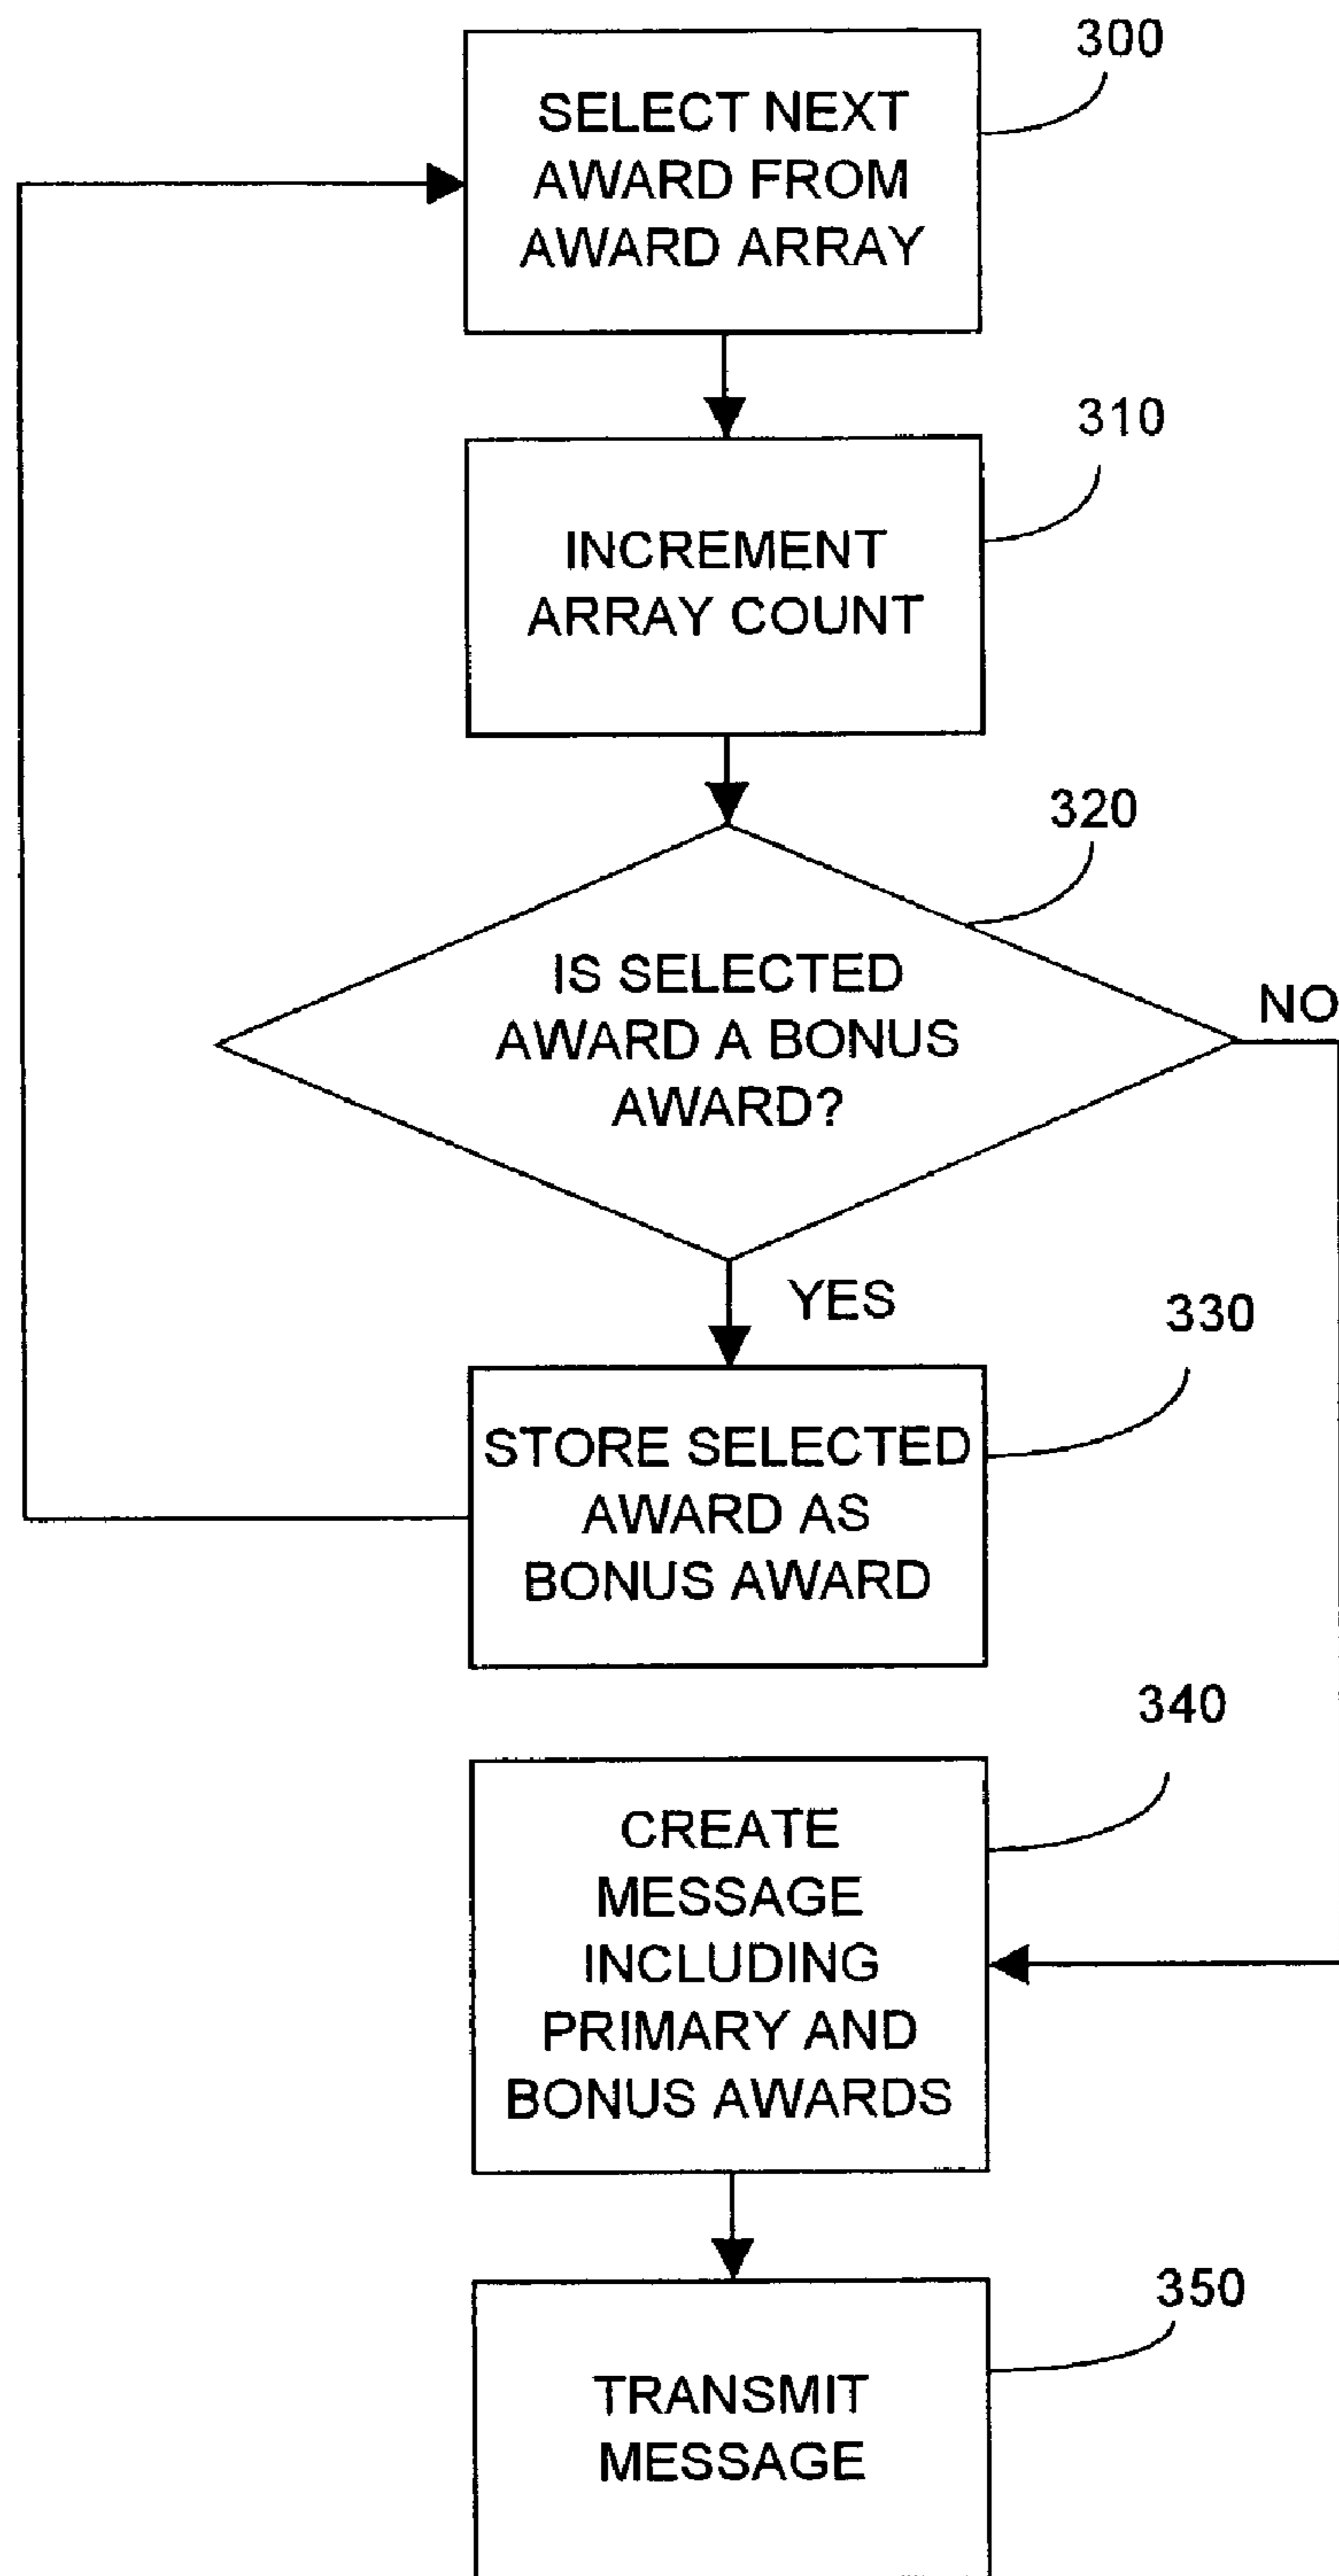 300
SELECT NEXT
AWARD FROM
AWARD ARRAY
310
INCREMENT
ARRAY COUNT
320
IS SELECTED
AWARD A BONUS
AWARD?
NO
YES
330
STORE SELECTED
AWARD AS
BONUS AWARD
340
CREATE
MESSAGE
INCLUDING
PRIMARY AND
BONUS AWARDS
350
TRANSMIT
MESSAGE